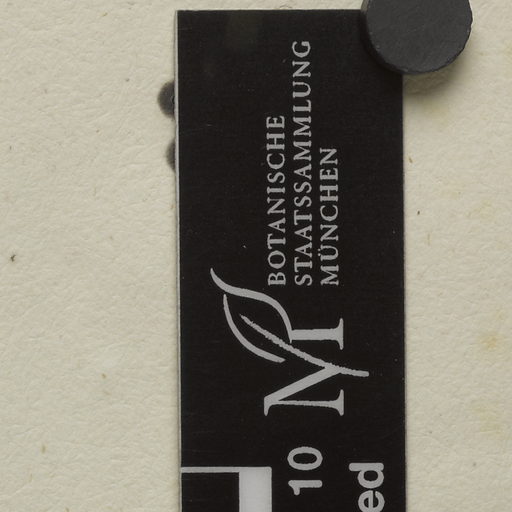 BOTANISCHE
STAATSSAMMLUNG
MÜNCHEN
M
10
ed